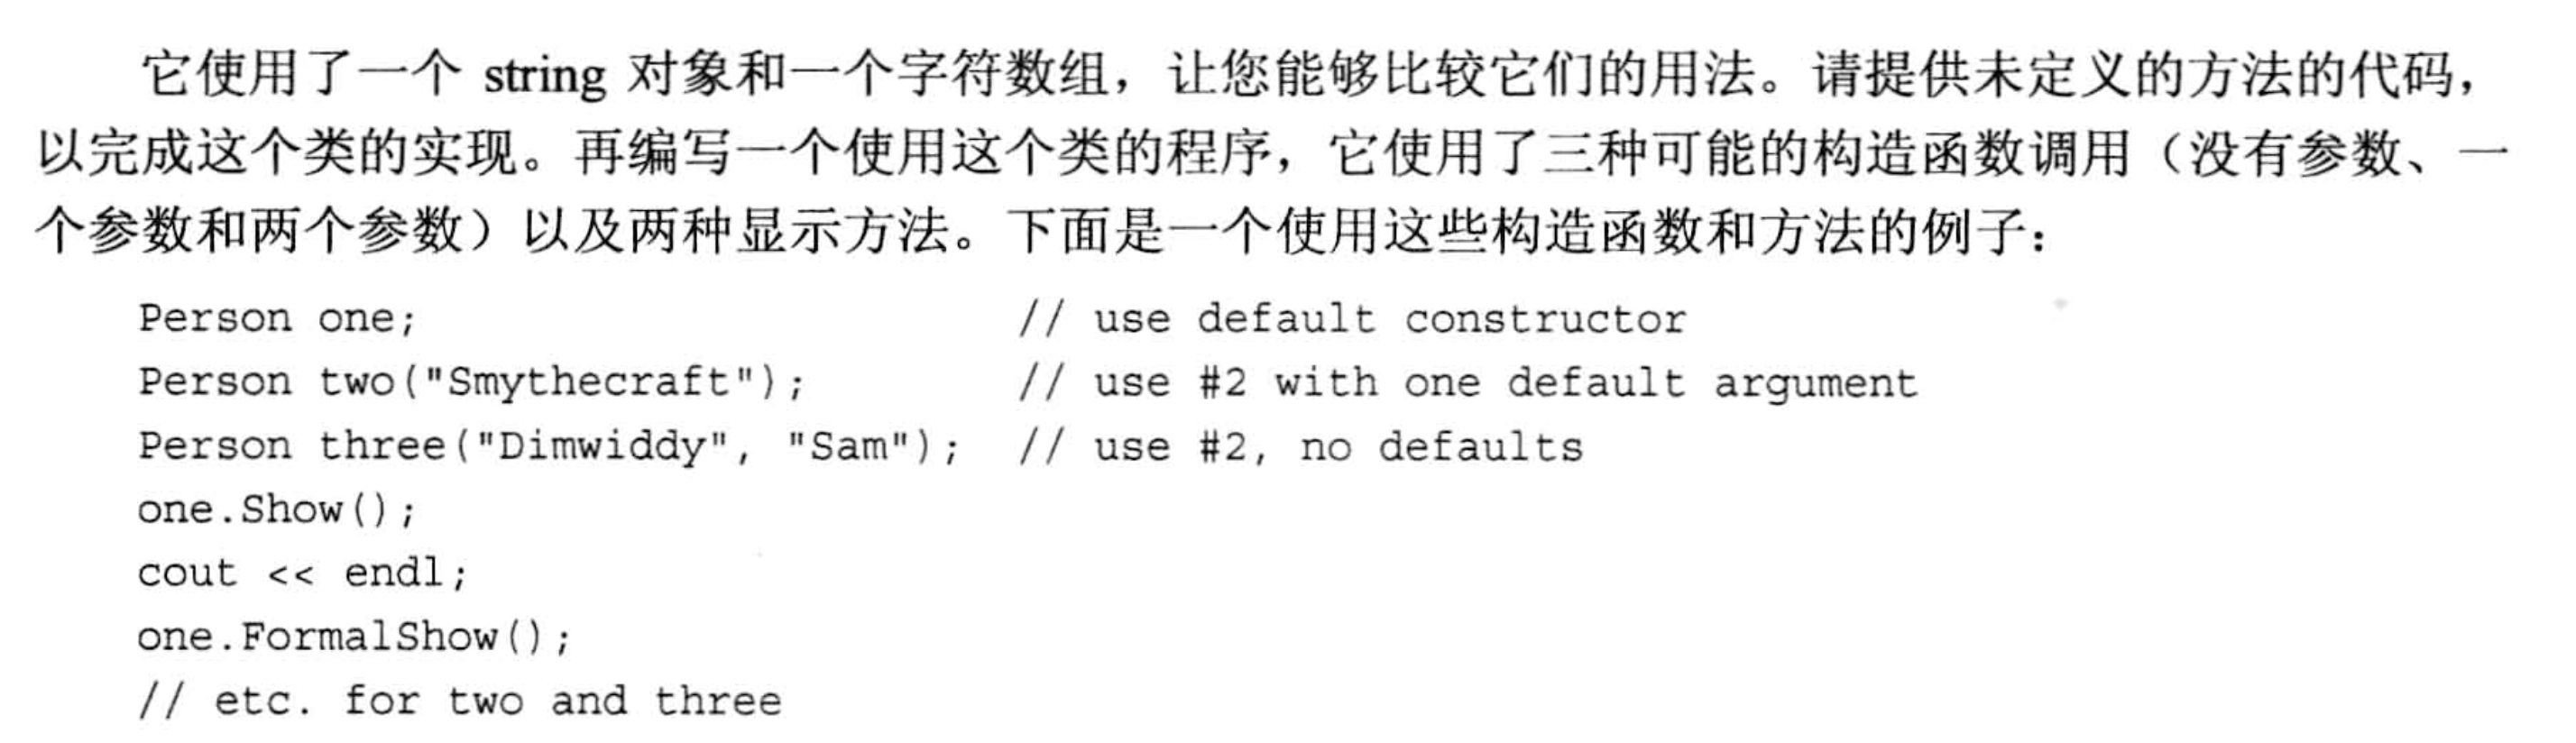 它使用了一个 string 对象和一个字符数组，让您能够比较它们的用法。请提供未定义的方法的代码，
以完成这个类的实现。再编写一个使用这个类的程序，它使用了三种可能的构造函数调用（没有参数、一
个参数和两个参数）以及两种显示方法。下面是一个使用这些构造函数和方法的例子：
Person one; // use default constructor
Person two("Smythecraft"); // use #2 with one default argument
Person three("Dimwiddy", "Sam"); // use #2, no defaults
one.Show();
cout << endl;
one.FormalShow();
// etc. for two and three